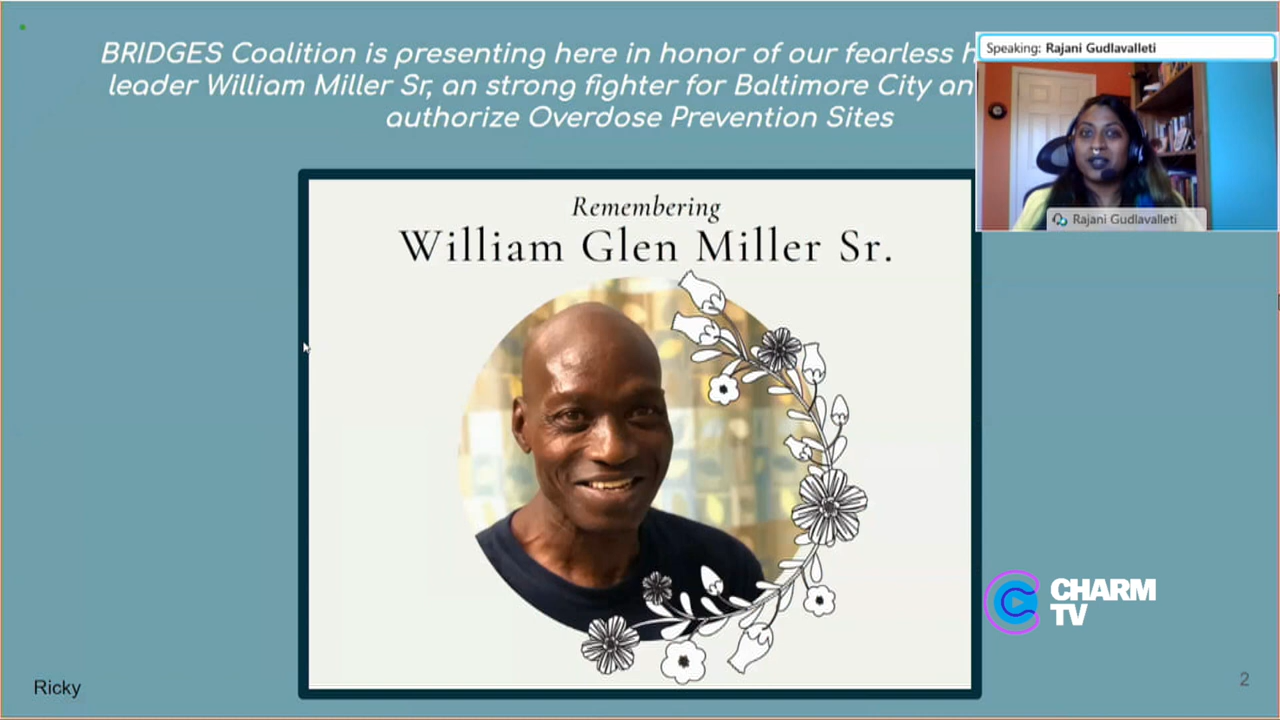 BRIDGES Coalition is presenting here in honor of our fearless
leader William Miller Sr, an strong fighter for Baltimore City
authorize Overdose Prevention Sites
Speaking: Rajani Gudlavalleti
Rajani Gudlavalleti
Remembering
William Glen Miller Sr.
CHARM
TV
Ricky
2